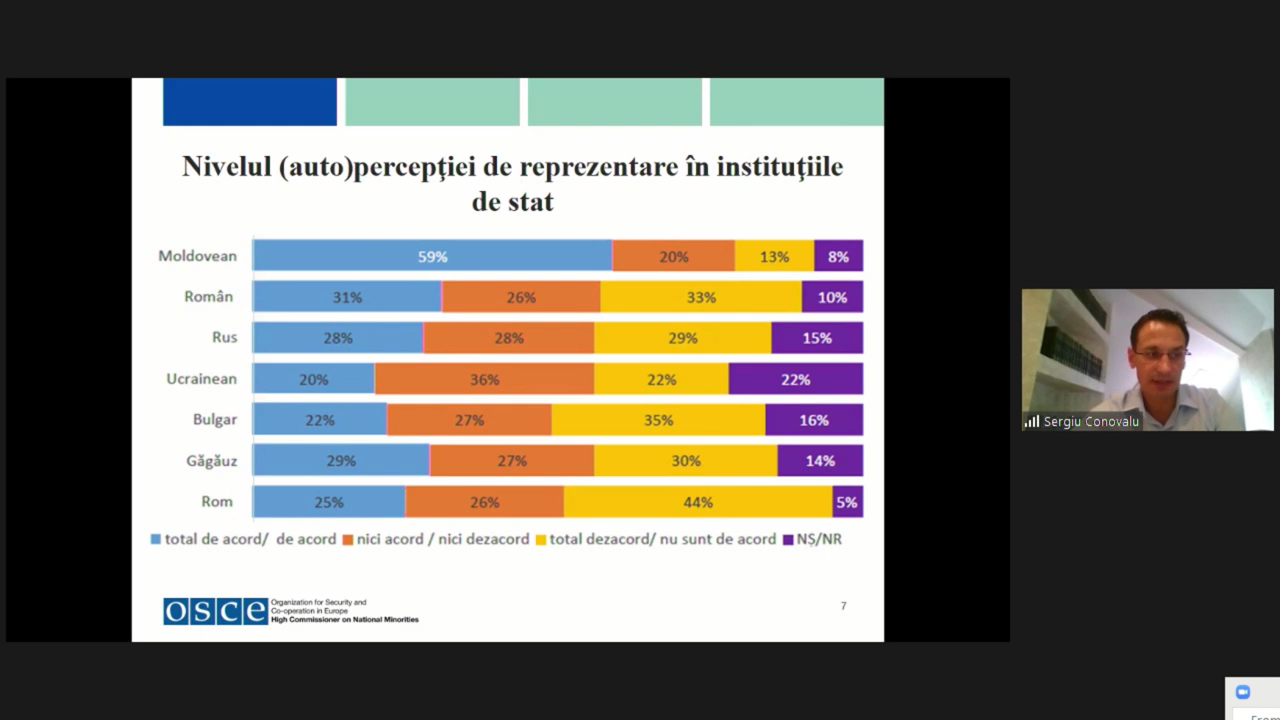 Nivelul (auto)percepţiei de reprezentare în instituţiile
de stat
Moldovean 59% 20% 13% 8%
Român 31% 26% 33% 10%
Rus 28% 28% 29% 15%
Ucrainean 20% 36% 22% 22%
Bulgar 22% 27% 35% 16%
Găgăuz 29% 27% 30% 14%
Rom 25% 26% 44% 5%
total de acord/ de acord nici acord / nici dezacord total dezacord/ nu sunt de acord NȘ/NR
osce
Organization for Security and
Co-operation in Europe
High Commissioner on National Minorities
7
Sergiu Conovalu